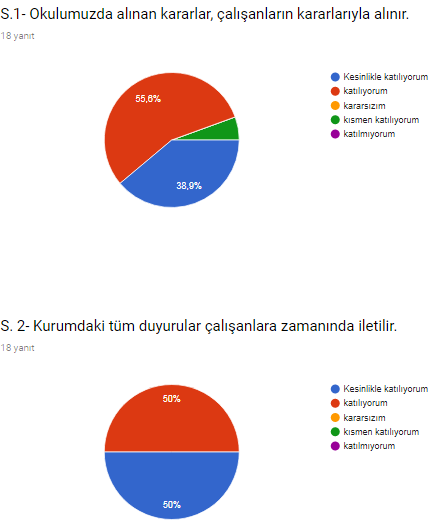 S.1- Okulumuzda alınan kararlar, çalışanların kararlarıyla alınır.
18 yanıt
55,6%
38,9%
Kesinlikle katılıyorum
katılıyorum
kararsızım
kısmen katılıyorum
katılmıyorum
S. 2- Kurumdaki tüm duyurular çalışanlara zamanında iletilir.
18 yanıt
50%
50%
Kesinlikle katılıyorum
katılıyorum
kararsızım
kısmen katılıyorum
katılmıyorum